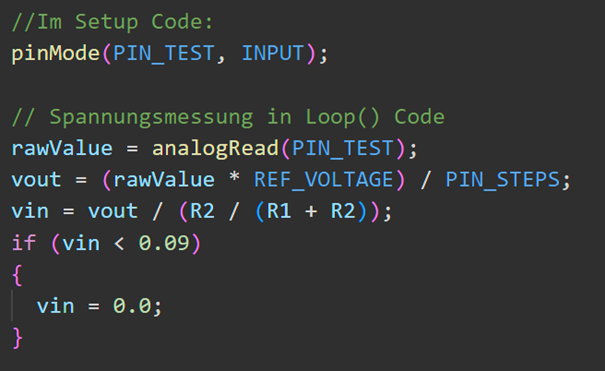 //Im Setup Code:
pinMode(PIN_TEST, INPUT);

// Spannungsmessung in Loop() Code
rawValue = analogRead(PIN_TEST);
vout = (rawValue * REF_VOLTAGE) / PIN_STEPS;
vin = vout / (R2 / (R1 + R2));
if (vin < 0.09)
{
  vin = 0.0;
}